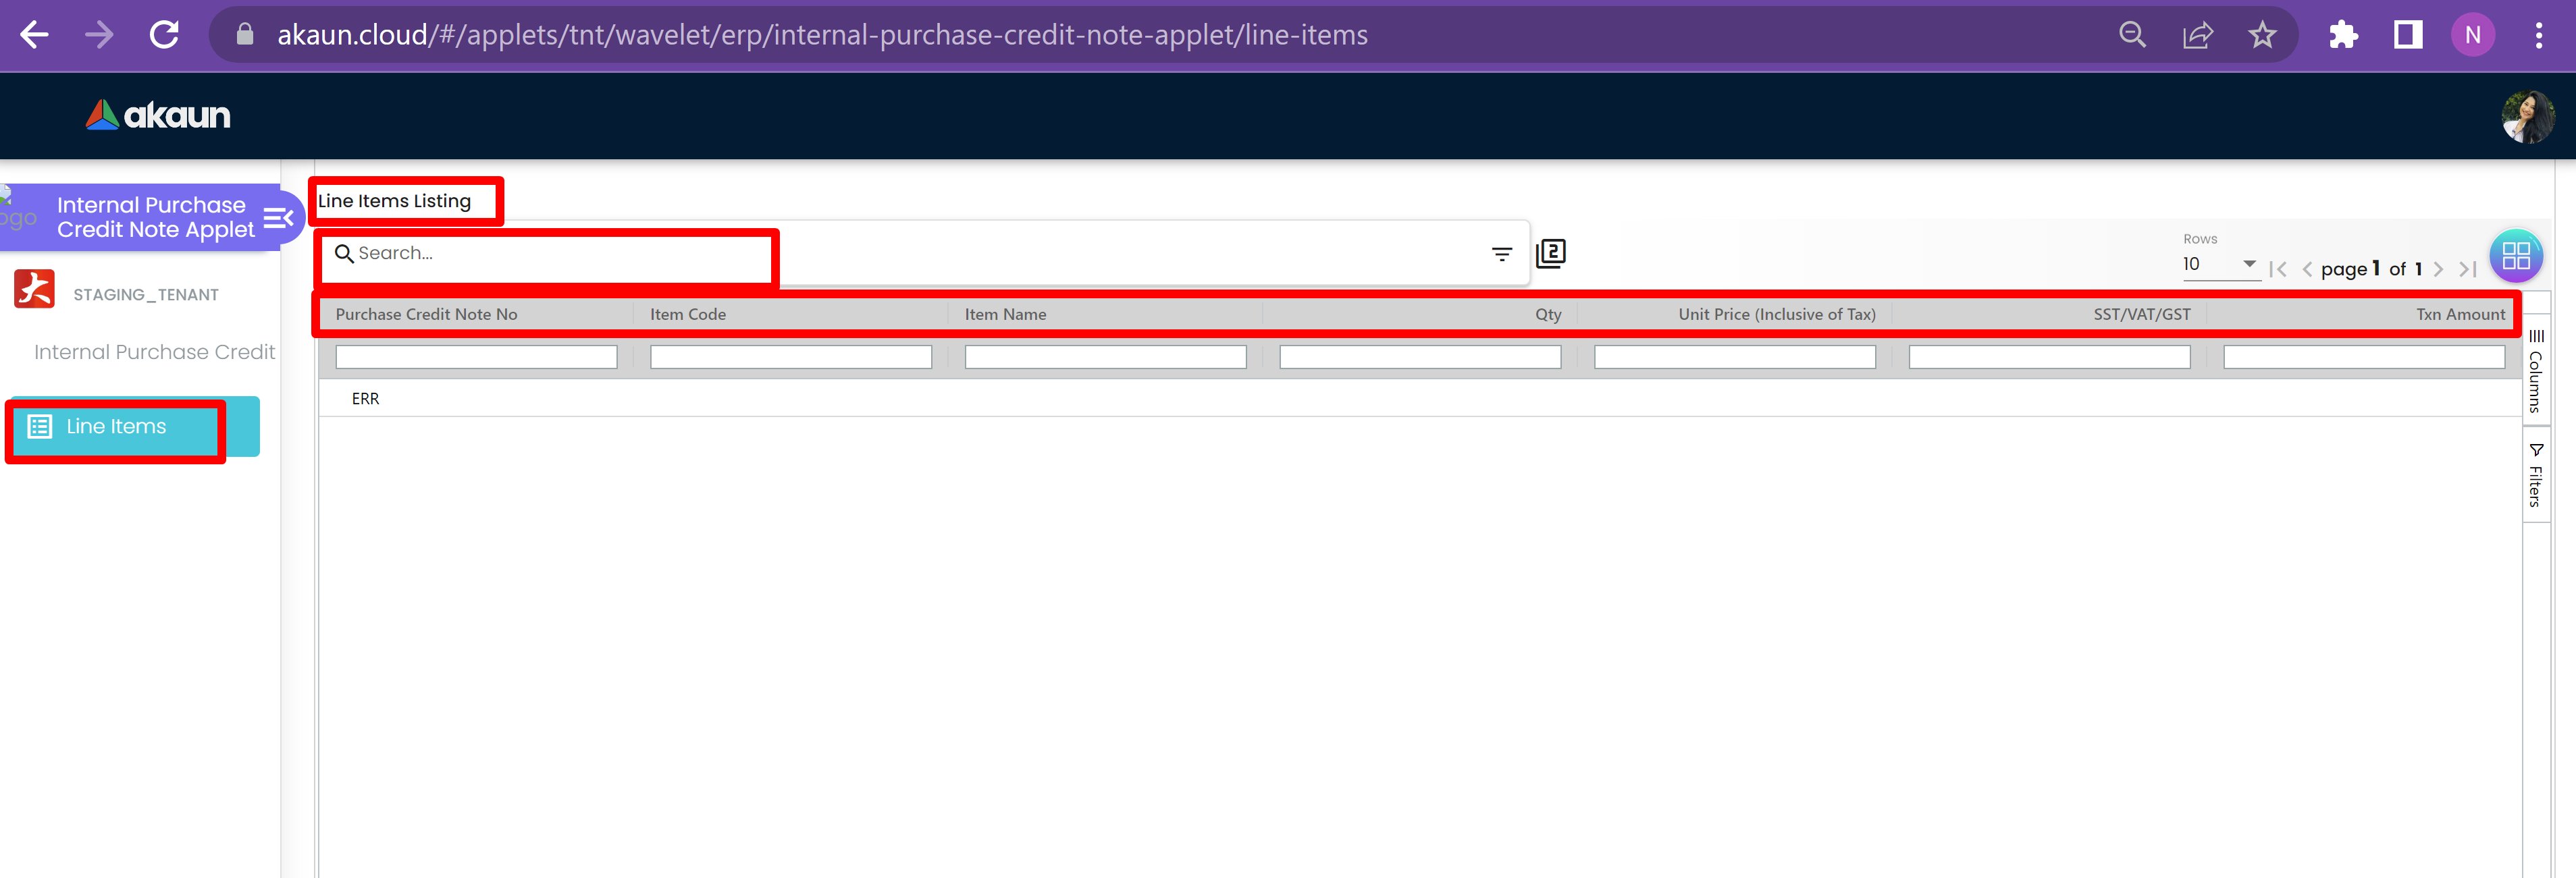 akaun.cloud/#/applets/tnt/wavelet/erp/internal-purchase-credit-note-applet/line-items
N
akaun
ogo
Internal Purchase
Credit Note Applet
STAGING_TENANT
Internal Purchase Credit
Line Items
Line Items Listing
Search...
2
Rows
10
page 1 of 1
Purchase Credit Note No
Item Code
Item Name
Qty
Unit Price (Inclusive of Tax)
SST/VAT/GST
Txn Amount
ERR
Columns
Filters